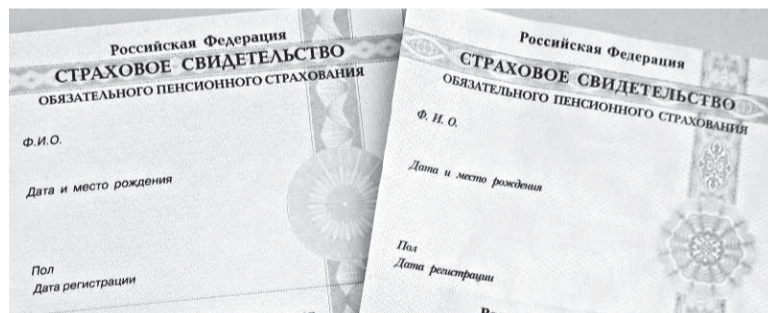 Российская Федерация
СТРАХОВОЕ СВИДЕТЕЛЬСТВО
ОБЯЗАТЕЛЬНОГО ПЕНСИОННОГО СТРАХОВАНИЯ
Ф.И.О.
Дата и место рождения
Пол
Дата регистрации
Российская Федерация
СТРАХОВОЕ СВИДЕТЕЛЬСТВО
ОБЯЗАТЕЛЬНОГО ПЕНСИОННОГО СТРАХОВАНИЯ
Ф. И. О.
Дата и место рождения
Пол
Дата регистрации